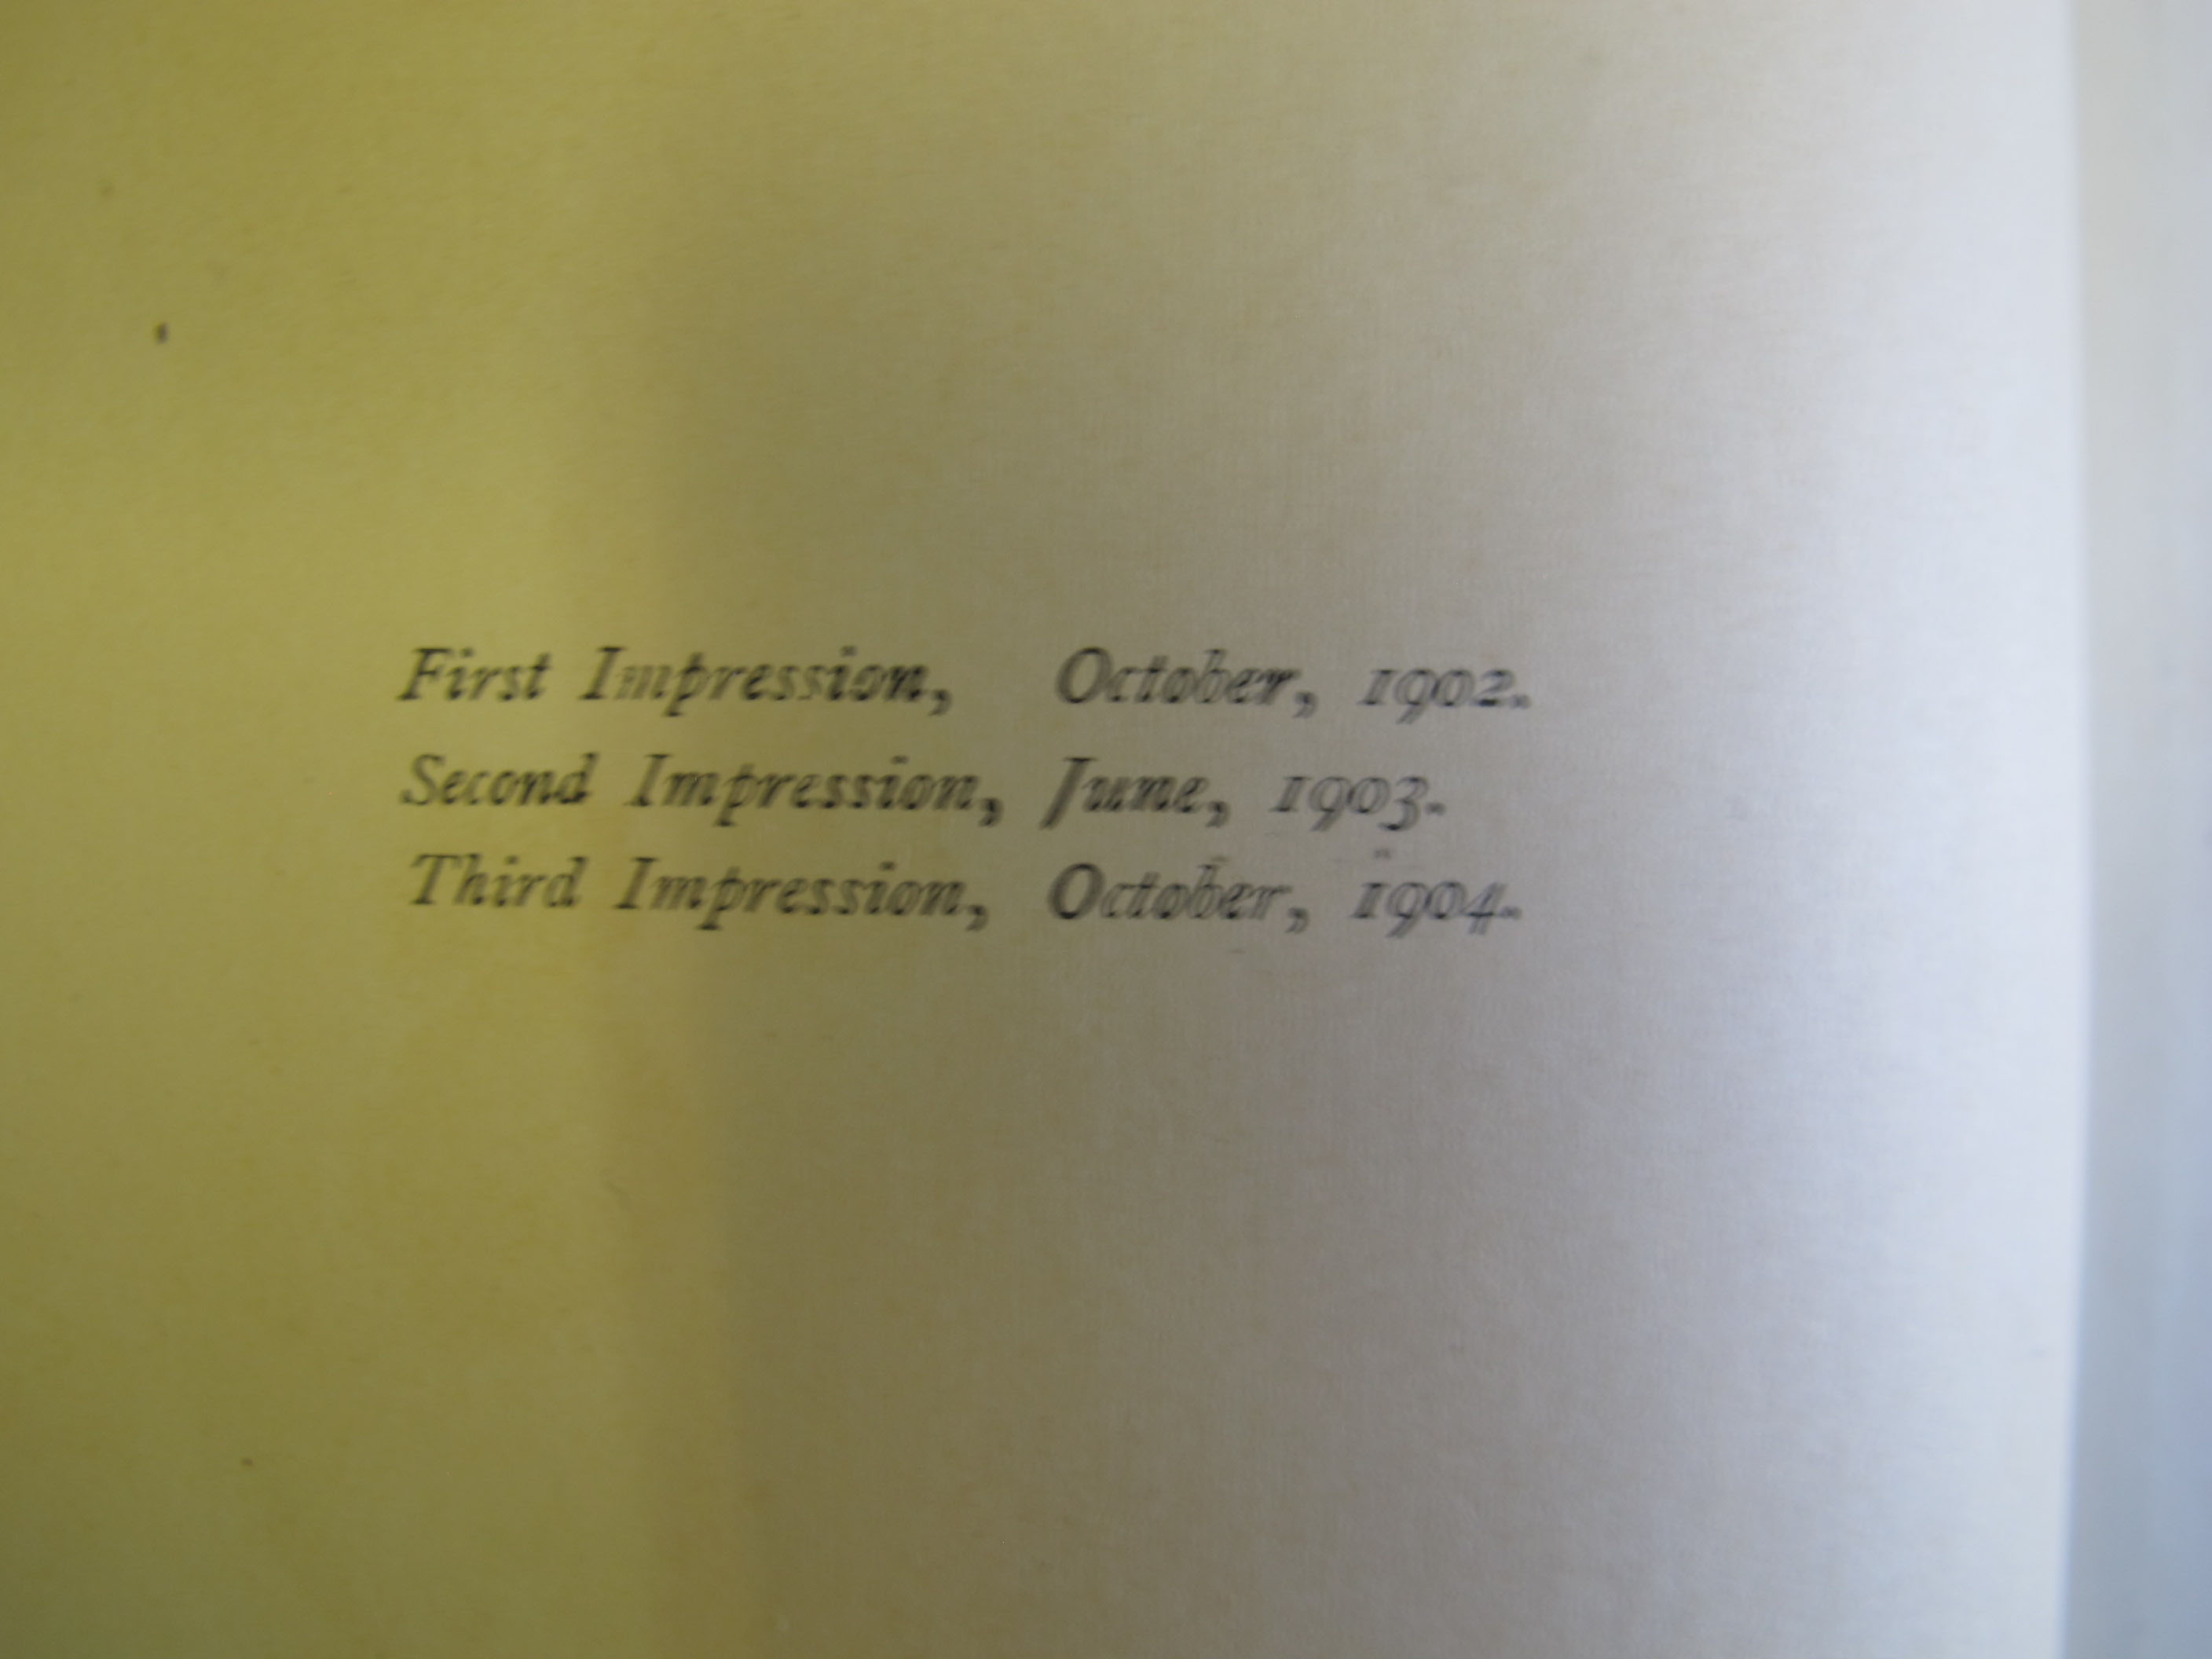 First Impression, October, 1902.
Second Impression, June, 1903.
Third Impression, October, 1904.